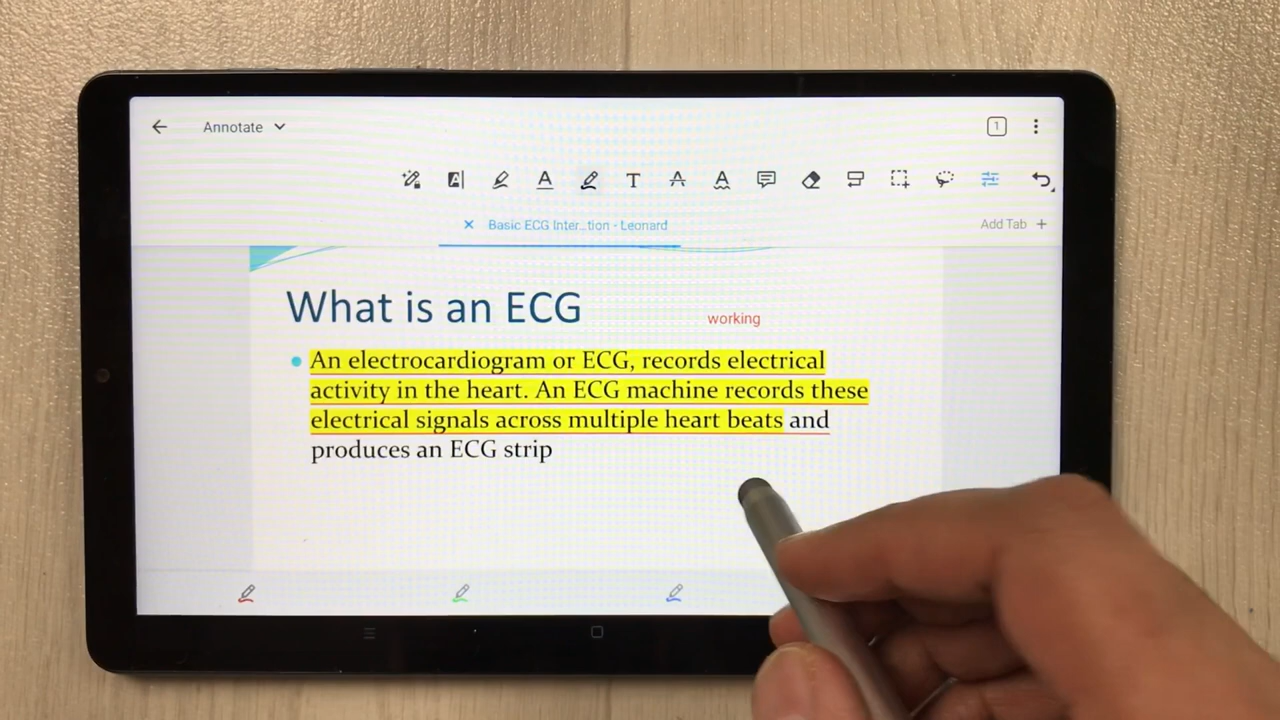 Annotate
1
Basic ECG Inter...tion - Leonard
Add Tab +
What is an ECG
working
An electrocardiogram or ECG, records electrical
activity in the heart. An ECG machine records these
electrical signals across multiple heart beats and
produces an ECG strip